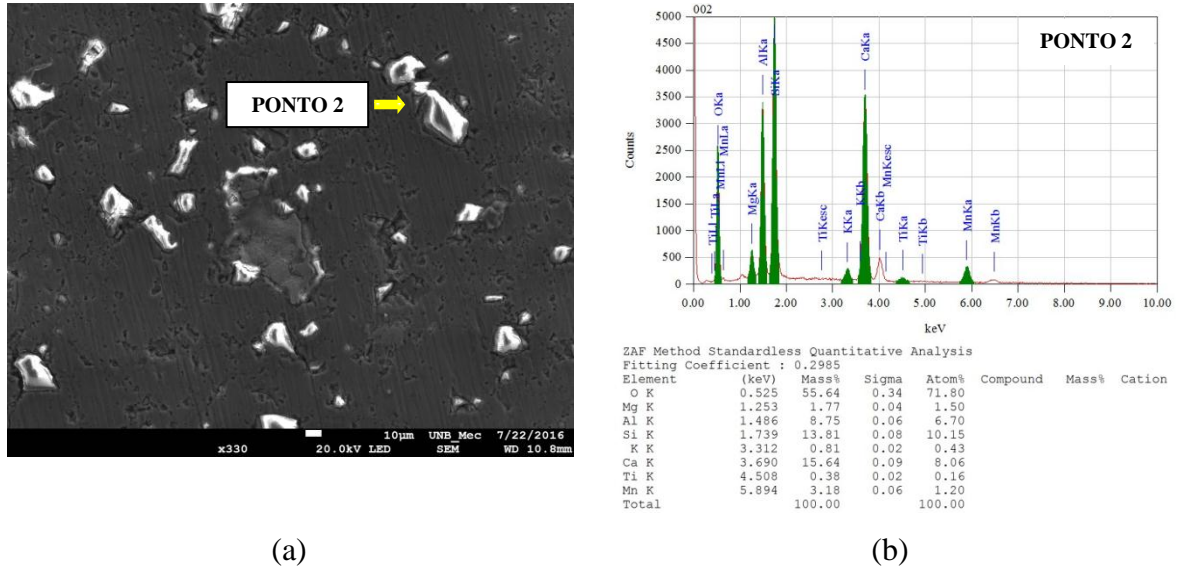 PONTO 2
10µm UNB_Mec 7/22/2016
x330 20.0kV LED SEM WD 10.8mm
(a)
002
PONTO 2
5000
4500
4000
3500
3000
2500
2000
1500
1000
500
0
Counts
TiLl
TiLa
OKa
MnLl
MnLa
MgKa
AlKa
SiKa
TiKesc
KKa
KKb
CaKa
CaKb
MnKesc
TiKa
TiKb
MnKa
MnKb
0.00 1.00 2.00 3.00 4.00 5.00 6.00 7.00 8.00 9.00 10.00
keV
ZAF Method Standardless Quantitative Analysis
Fitting Coefficient : 0.2985
Element (keV) Mass% Sigma Atom% Compound Mass% Cation
O K 0.525 55.64 0.34 71.80
Mg K 1.253 1.77 0.04 1.50
Al K 1.486 8.75 0.06 6.70
Si K 1.739 13.81 0.08 10.15
K K 3.312 0.81 0.02 0.43
Ca K 3.690 15.64 0.09 8.06
Ti K 4.508 0.38 0.02 0.16
Mn K 5.894 3.18 0.06 1.20
Total 100.00 100.00
(b)